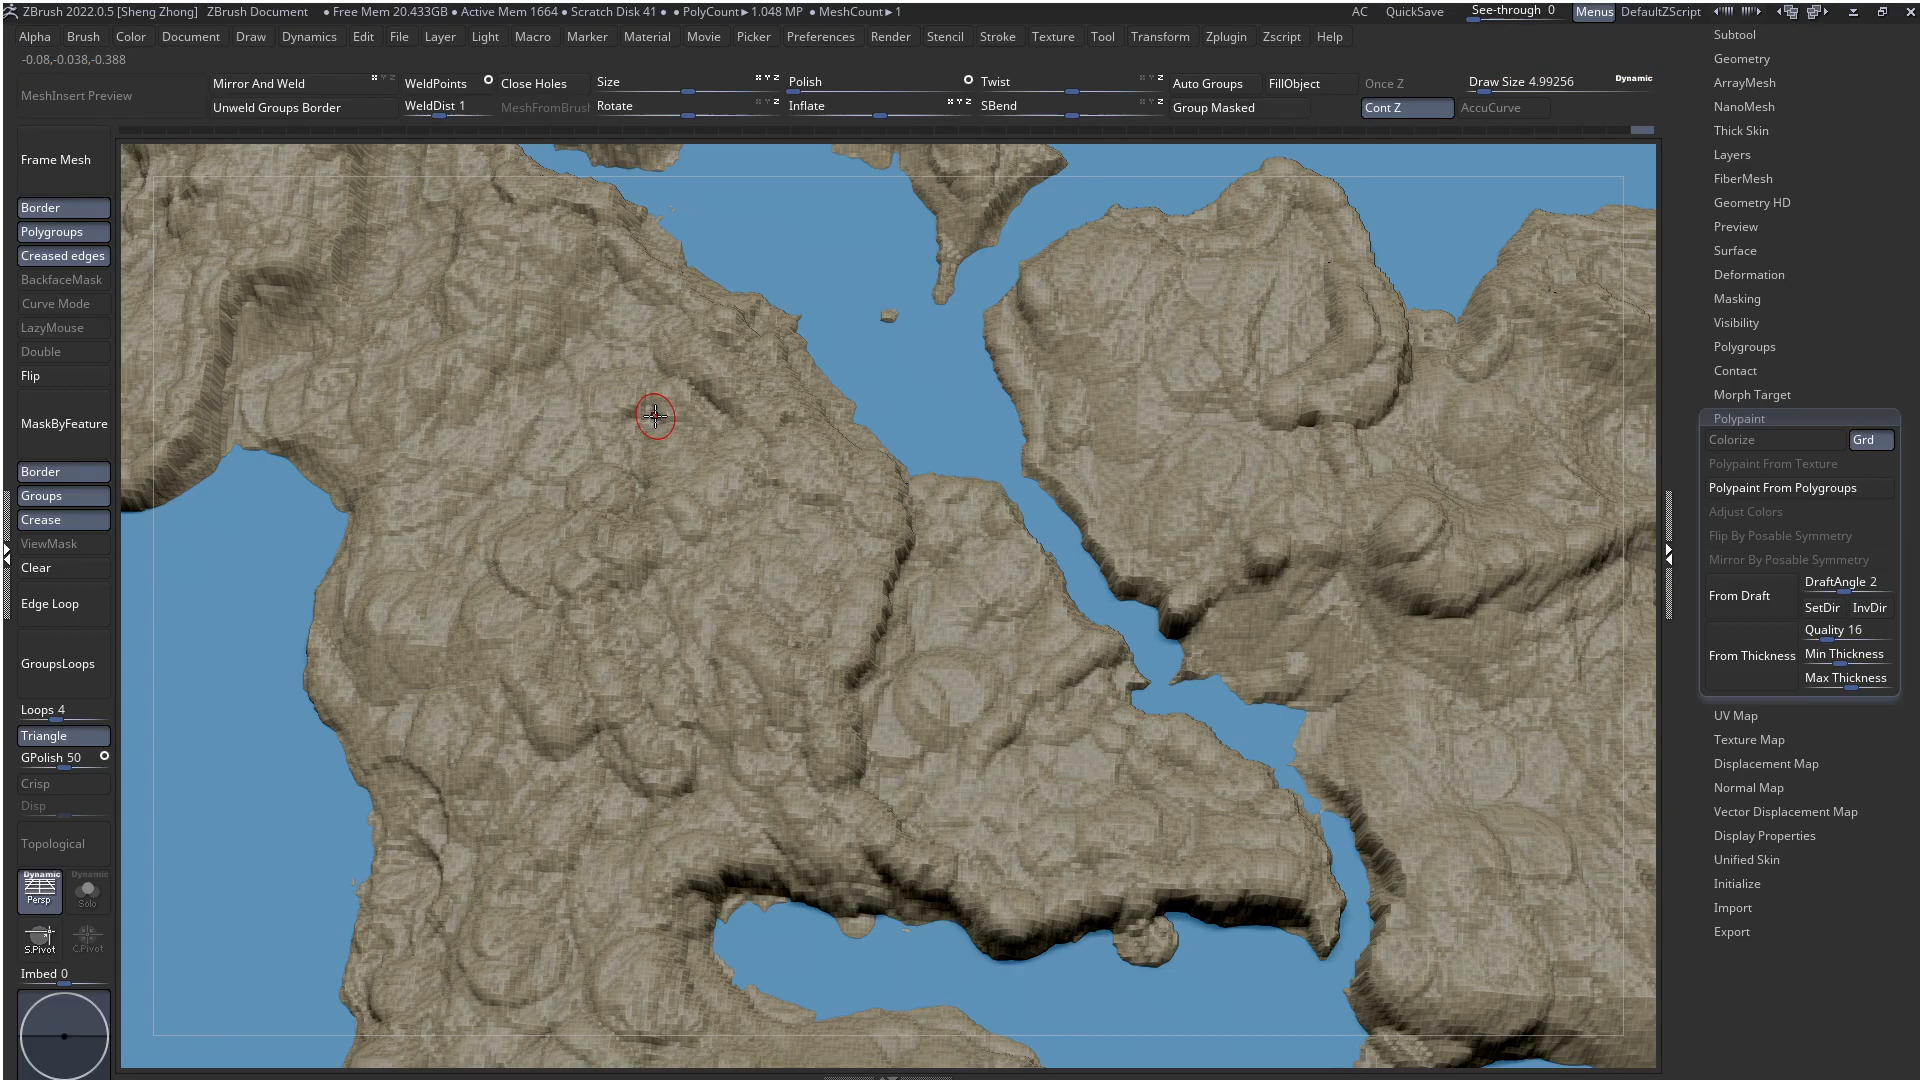 ZBrush 2022.0.5 [Sheng Zhong] ZBrush Document • Free Mem 20.433GB • Active Mem 1664 • Scratch Disk 41 • • PolyCount► 1.048 MP • MeshCount► 1 AC QuickSave See-through 0 Menus DefaultZScript
Alpha Brush Color Document Draw Dynamics Edit File Layer Light Macro Marker Material Movie Picker Preferences Render Stencil Stroke Texture Tool Transform Zplugin Zscript Help
-0.08,-0.038,-0.388
MeshInsert Preview
Mirror And Weld
Unweld Groups Border
WeldPoints
WeldDist 1
Close Holes
MeshFromBrush
Size
Rotate
Polish
Inflate
Twist
SBend
Auto Groups
Group Masked
FillObject
Once Z
Cont Z
Draw Size 4.99256
Dynamic
AccuCurve
Frame Mesh
Border
Polygroups
Creased edges
BackfaceMask
Curve Mode
LazyMouse
Double
Flip
MaskByFeature
Border
Groups
Crease
ViewMask
Clear
Edge Loop
GroupsLoops
Loops 4
Triangle
GPolish 50
Crisp
Disp
Topological
Dynamic
Persp
Dynamic
Solo
S.Pivot
C.Pivot
Imbed 0
Subtool
Geometry
ArrayMesh
NanoMesh
Thick Skin
Layers
FiberMesh
Geometry HD
Preview
Surface
Deformation
Masking
Visibility
Polygroups
Contact
Morph Target
Polypaint
Colorize
Grd
Polypaint From Texture
Polypaint From Polygroups
Adjust Colors
Flip By Posable Symmetry
Mirror By Posable Symmetry
From Draft
DraftAngle 2
SetDir InvDir
From Thickness
Quality 16
Min Thickness
Max Thickness
UV Map
Texture Map
Displacement Map
Normal Map
Vector Displacement Map
Display Properties
Unified Skin
Initialize
Import
Export